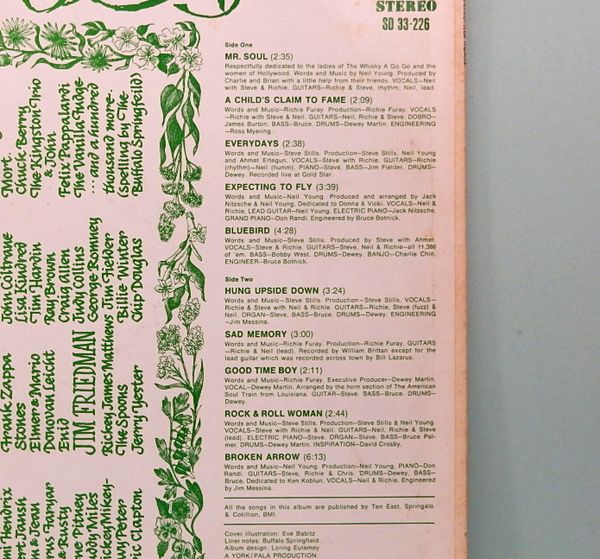 STEREO
SD 33-226
Side One
MR. SOUL (2:35)
Respectfully dedicated to the ladies of The Whisky A Go Go and the
women of Hollywood. Words and Music by Neil Young. Produced by
Charlie and Brian with a little help from their friends. VOCALS—Neil
with Steve & Richie. GUITARS—Richie & Steve, rhythm; Neil, lead.
A CHILD'S CLAIM TO FAME (2:09)
Words and Music—Richie Furay. Production—Richie Furay. VOCALS
—Richie with Steve & Neil. GUITARS—Neil, Richie & Steve. DOBRO—
James Burton. BASS—Bruce. DRUMS—Dewey Martin. ENGINEERING
—Ross Myering.
EVERYDAYS (2:38)
Words and Music—Steve Stills. Production—Steve Stills, Neil Young
and Ahmet Ertegun. VOCALS—Steve with Richie. GUITARS—Richie
(rhythm)—Neil (humm). PIANO—Steve. BASS—Jim Fielder. DRUMS—
Dewey. Recorded live at Gold Star.
EXPECTING TO FLY (3:39)
Words and Music—Neil Young. Produced and arranged by Jack
Nitzsche & Neil Young. Dedicated to Donna & Vicki. VOCALS—Neil &
Richie. LEAD GUITAR—Neil Young. ELECTRIC PIANO—Jack Nitzsche.
GRAND PIANO—Don Randi. Engineered by Bruce Botnick.
BLUEBIRD (4:28)
Words and Music—Steve Stills. Produced by Steve with Ahmet.
VOCALS—Steve & Richie. GUITARS—Steve, Neil & Richie—all 11,386
of 'em. BASS—Bobby West. DRUMS—Dewey. BANJO—Charlie Chin.
ENGINEER—Bruce Botnick.
Side Two
HUNG UPSIDE DOWN (3:24)
Words and Music—Steve Stills. Production—Steve Stills. VOCALS—
Richie & Steve with Neil & Richie. GUITARS—Richie, Steve (fuzz) &
Neil. ORGAN—Steve. BASS—Bruce. DRUMS—Dewey. ENGINEERING
—Jim Messina.
SAD MEMORY (3:00)
Words and Music—Richie Furay. Production—Richie Furay. GUITARS
—Richie & Neil (lead). Recorded by William Brittan except for the
lead guitar which was recorded across town by Bill Lazarus.
GOOD TIME BOY (2:11)
Words and Music—Richie Furay. Executive Producer—Dewey Martin.
VOCAL—Dewey Martin. Arranged by the horn section of The American
Soul Train from Louisiana. GUITAR—Steve. BASS—Bruce. DRUMS—
Dewey.
ROCK & ROLL WOMAN (2:44)
Words and Music—Steve Stills. Production—Steve Stills & Neil Young.
VOCALS—Steve with Richie & Neil. GUITARS—Neil, Richie & Steve
(lead). ELECTRIC PIANO—Steve. ORGAN—Steve. BASS—Bruce Pal-
mer. DRUMS—Dewey Martin. INSPIRATION—David Crosby.
BROKEN ARROW (6:13)
Words and Music—Neil Young. Production—Neil Young. PIANO—Don
Randi. GUITARS—Steve, Richie & Chris. DRUMS—Dewey. BASS—
Bruce. Dedicated to Ken Koblun. VOCALS—Neil & Richie. Engineered
by Jim Messina.
All the songs in this album are published by Ten East, Springalo
& Cotillion, BMI.
Cover illustration: Eve Babitz
Liner notes: Buffalo Springfield
Album design: Loring Eutemey
A YORK/PALA PRODUCTION
Mort.
Chuck Berry
The Kingston Trio
& John
Felix Pappalardi
The Vanilla Fudge
... and a hundred
thousand more-
(spelling by The
Buffalo Springfield)
John Coltrane
Lisa Kindred
Tim Hardin
Ray Brown
Craig Allen
Judy Collins
George Romney
Jim Fielder
Billie Winer
Quip Douglas
Frank Zappa
Stones
Elmer & Mario
Donovan Leicht
Enid
JIM FRIEDMAN
Rickey James Matthews
The Spoons
Jerry Yester
Hendrix
Jansh
& Dean
Rusty
Pitney
Miles
Mickey-
Peter
Clapton